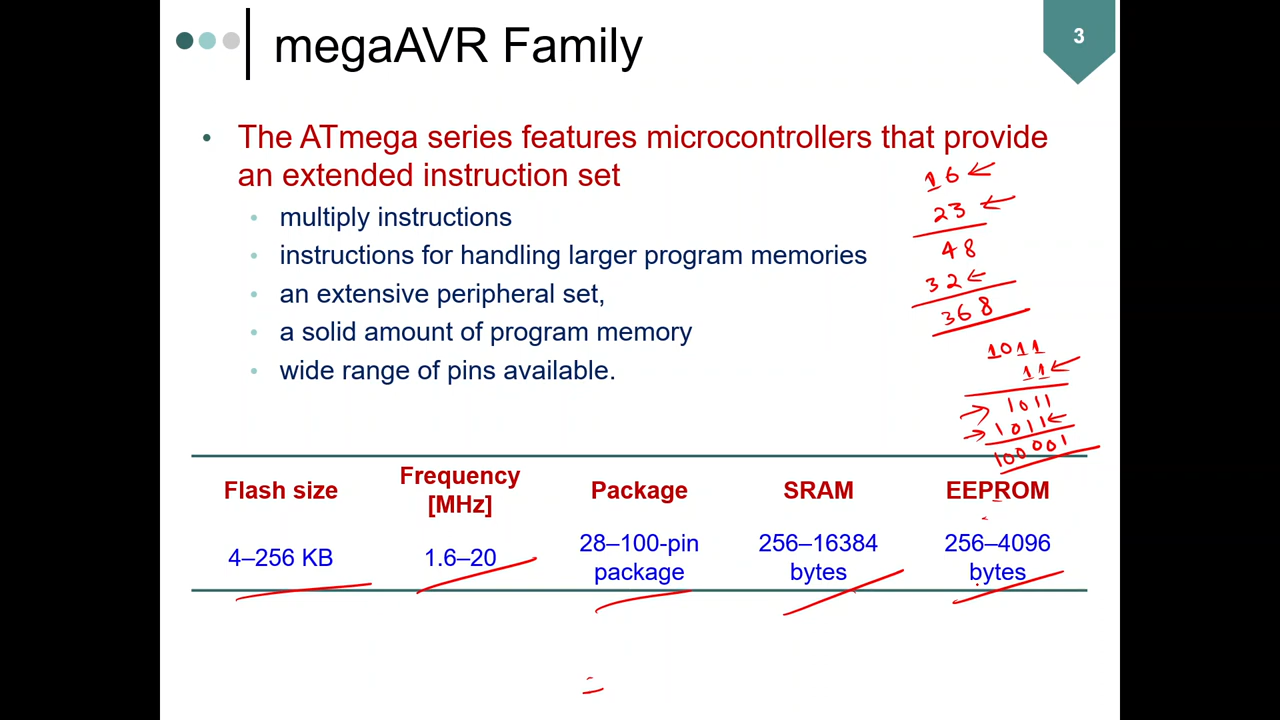 megaAVR Family
3
• The ATmega series features microcontrollers that provide
an extended instruction set
• multiply instructions
• instructions for handling larger program memories
• an extensive peripheral set,
• a solid amount of program memory
• wide range of pins available.
16
23
48
32
368
1011
11
1011
1011
100001
Flash size Frequency [MHz] Package SRAM EEPROM
4–256 KB 1.6–20 28–100-pin package 256–16384 bytes 256–4096 bytes